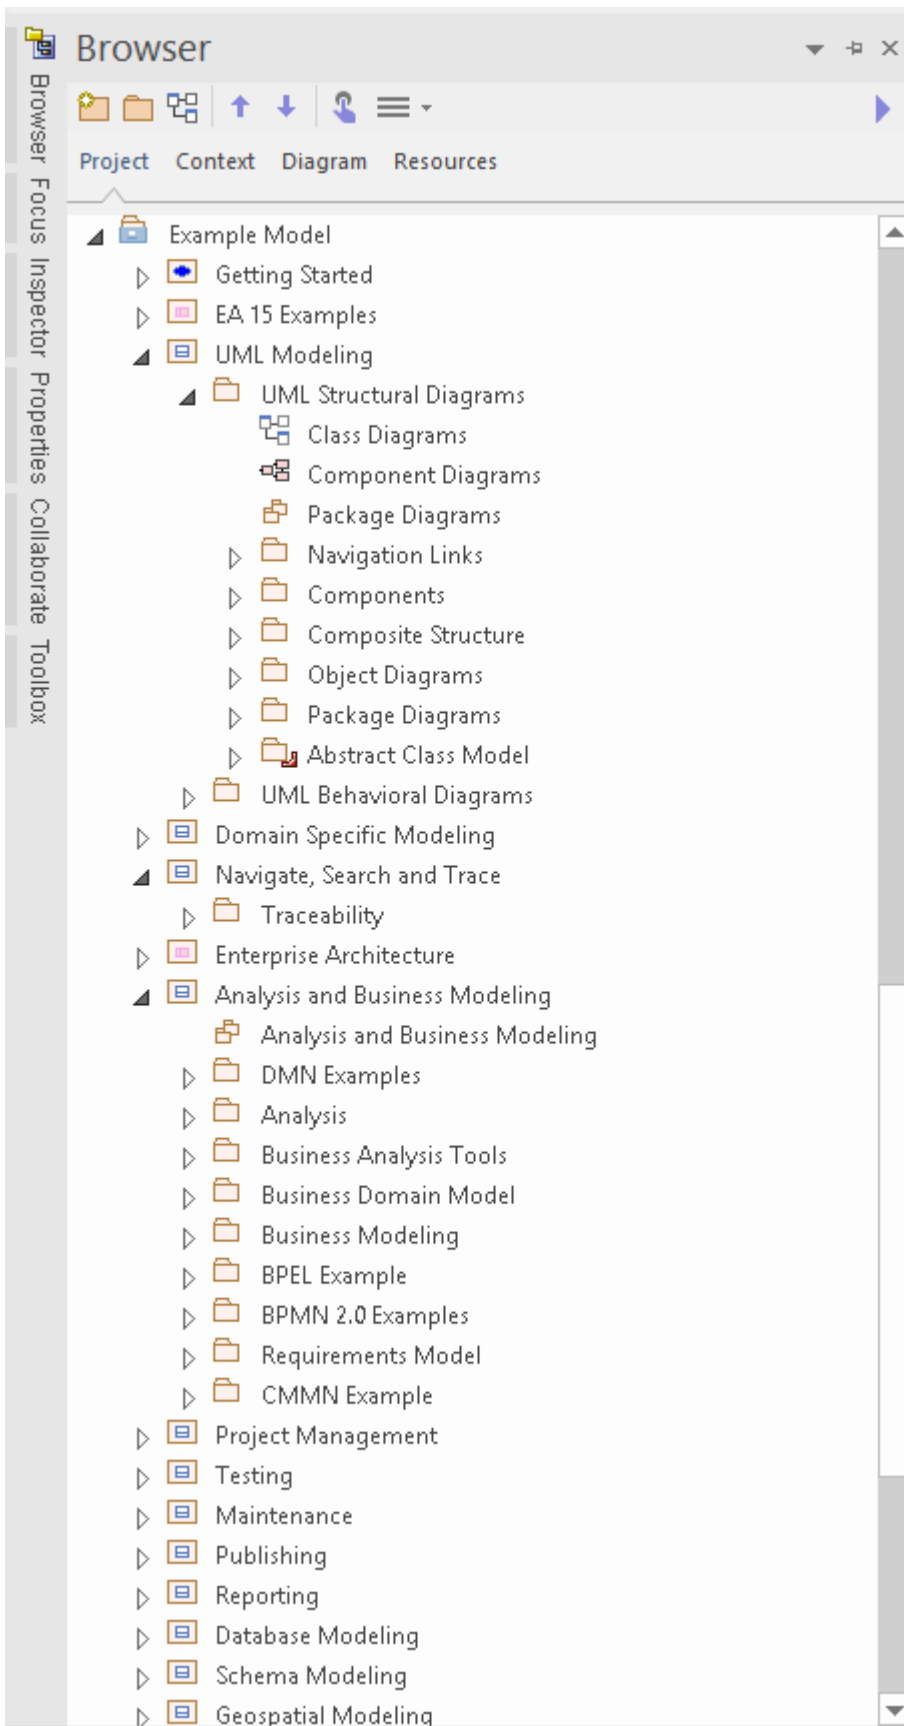 Browser
Project Context Diagram Resources
Example Model
Getting Started
EA 15 Examples
UML Modeling
UML Structural Diagrams
Class Diagrams
Component Diagrams
Package Diagrams
Navigation Links
Components
Composite Structure
Object Diagrams
Package Diagrams
Abstract Class Model
UML Behavioral Diagrams
Domain Specific Modeling
Navigate, Search and Trace
Traceability
Enterprise Architecture
Analysis and Business Modeling
Analysis and Business Modeling
DMN Examples
Analysis
Business Analysis Tools
Business Domain Model
Business Modeling
BPEL Example
BPMN 2.0 Examples
Requirements Model
CMMN Example
Project Management
Testing
Maintenance
Publishing
Reporting
Database Modeling
Schema Modeling
Geospatial Modeling
Browser
Focus
Inspector
Properties
Collaborate
Toolbox